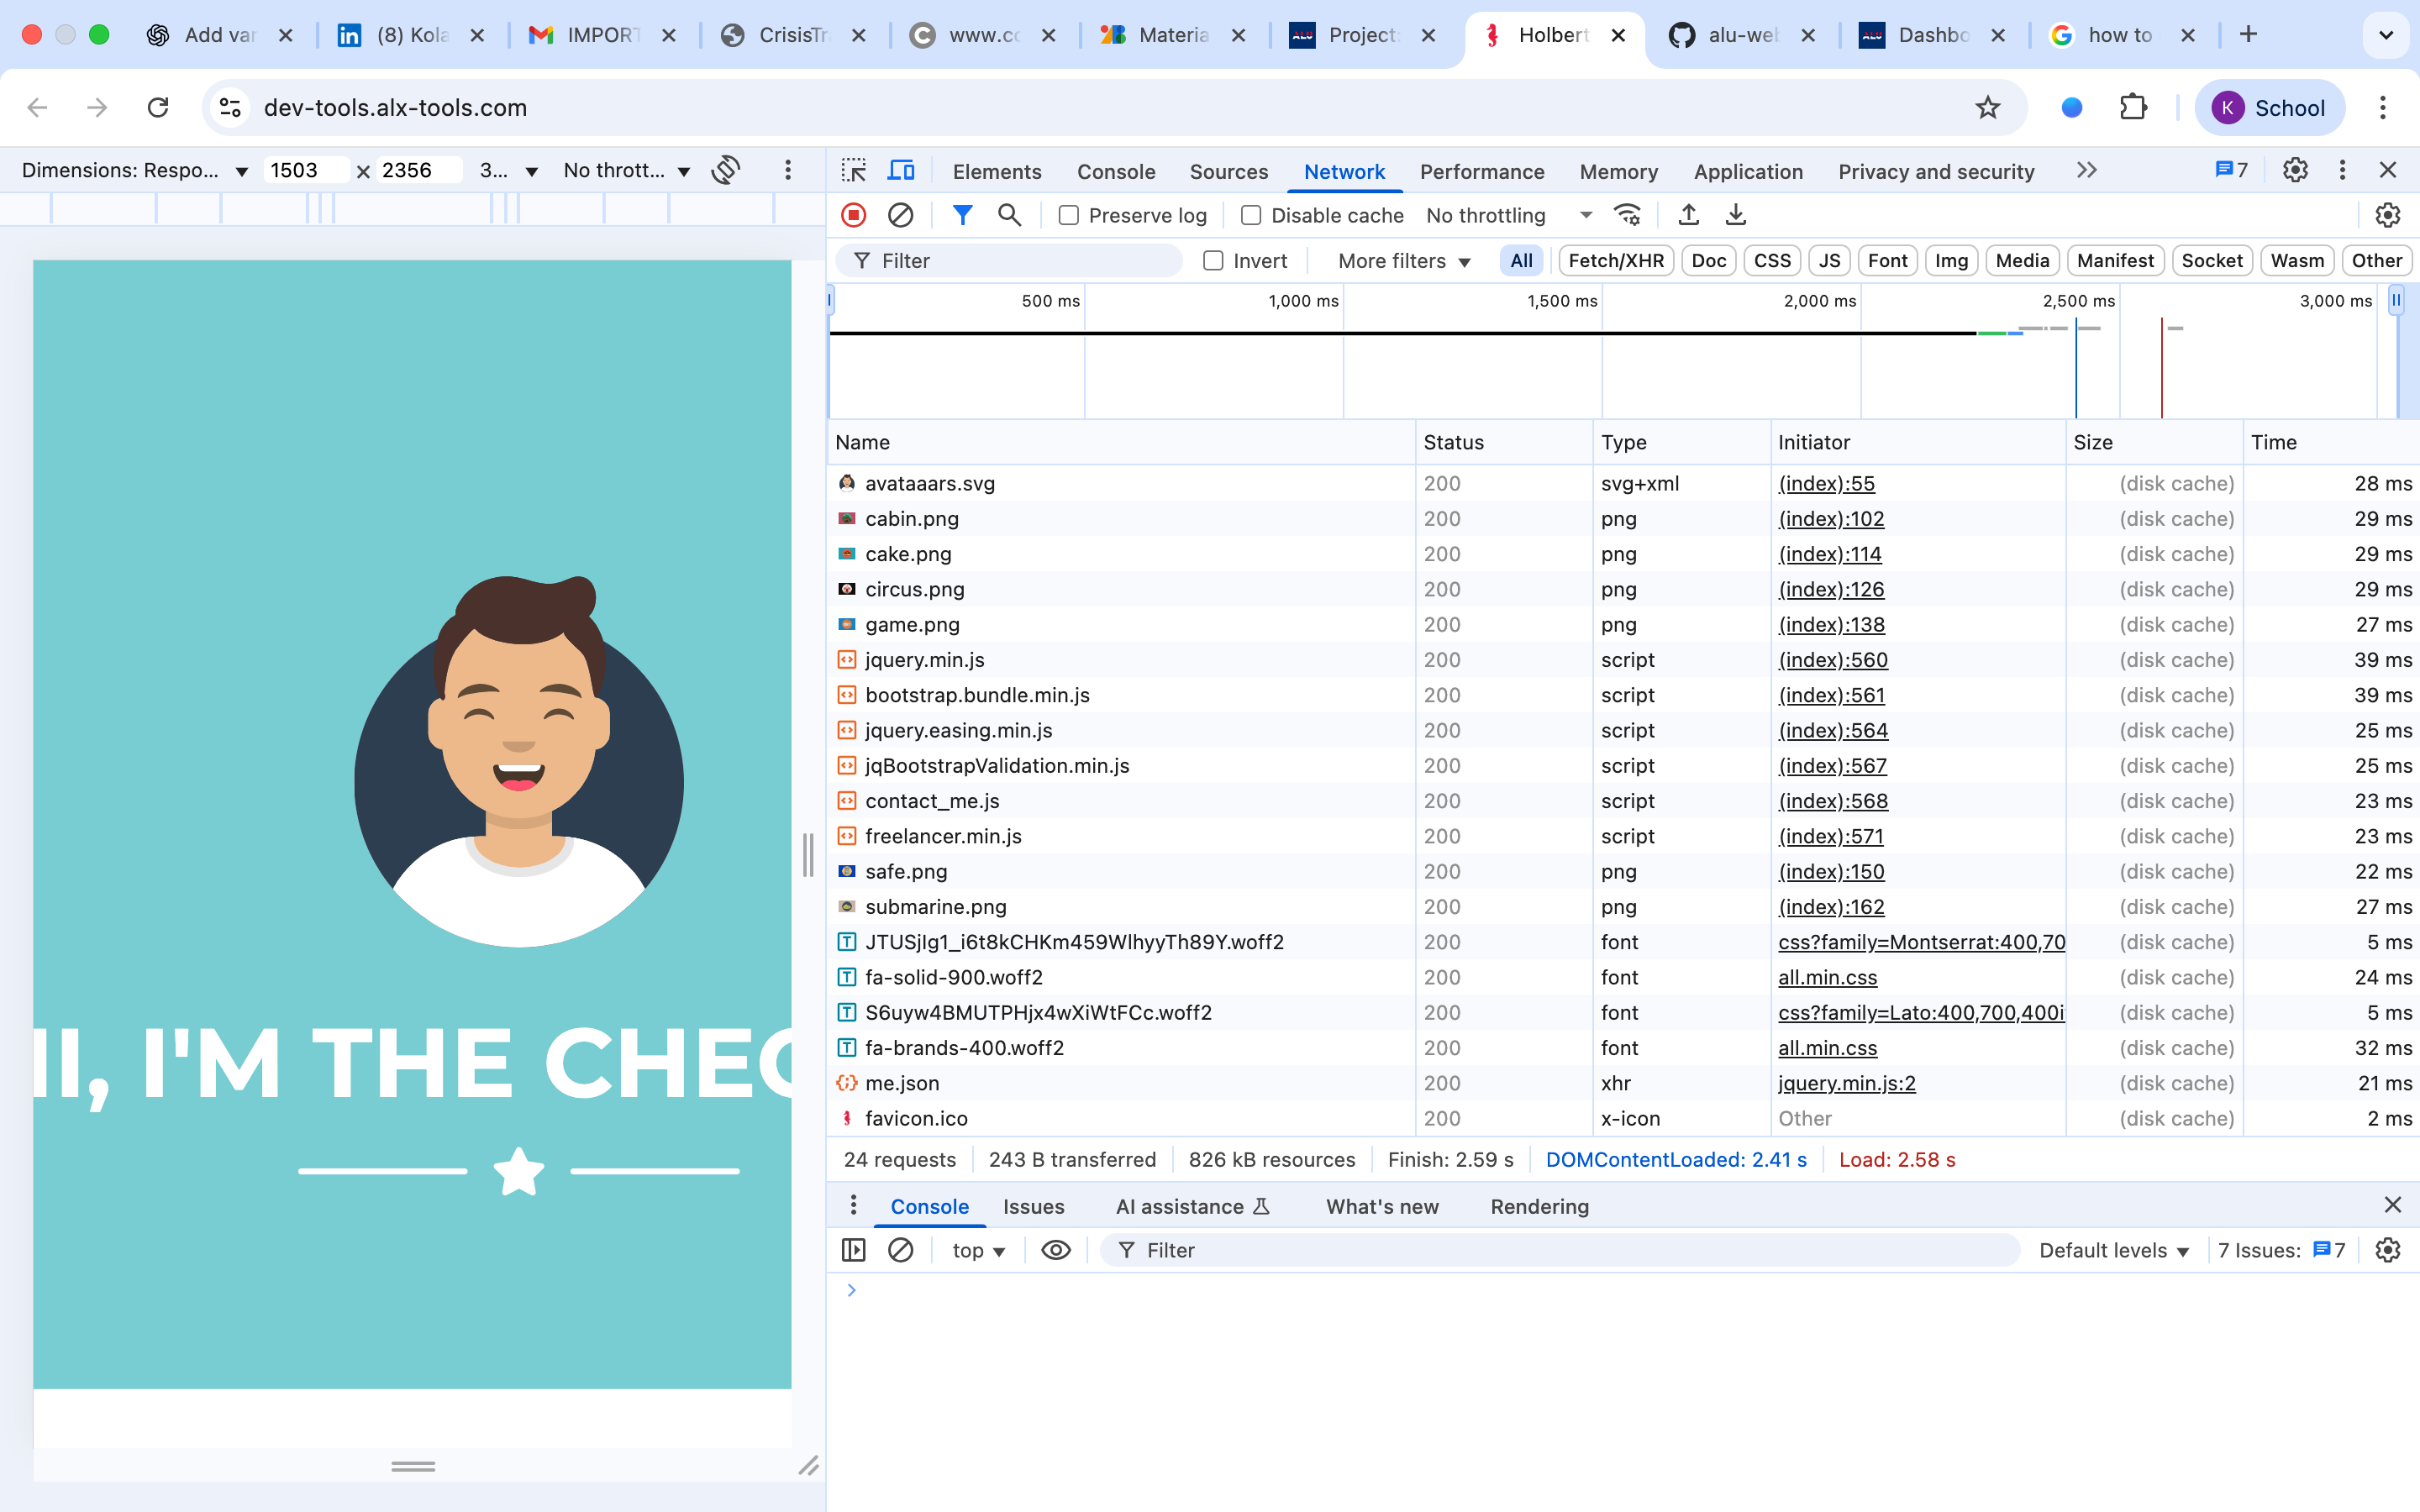 Add var
(8) Kola
IMPORT
CrisisTr
www.cc
Materia
Project
Holbert
alu-web
Dashbo
how to
dev-tools.alx-tools.com
K School
Dimensions: Respo... 1503 × 2356 3... No thrott...
Elements Console Sources Network Performance Memory Application Privacy and security 7
Preserve log Disable cache No throttling
Filter Invert More filters All Fetch/XHR Doc CSS JS Font Img Media Manifest Socket Wasm Other
500 ms 1,000 ms 1,500 ms 2,000 ms 2,500 ms 3,000 ms
Name Status Type Initiator Size Time
avataaars.svg 200 svg+xml (index):55 (disk cache) 28 ms
cabin.png 200 png (index):102 (disk cache) 29 ms
cake.png 200 png (index):114 (disk cache) 29 ms
circus.png 200 png (index):126 (disk cache) 29 ms
game.png 200 png (index):138 (disk cache) 27 ms
jquery.min.js 200 script (index):560 (disk cache) 39 ms
bootstrap.bundle.min.js 200 script (index):561 (disk cache) 39 ms
jquery.easing.min.js 200 script (index):564 (disk cache) 25 ms
jqBootstrapValidation.min.js 200 script (index):567 (disk cache) 25 ms
contact_me.js 200 script (index):568 (disk cache) 23 ms
freelancer.min.js 200 script (index):571 (disk cache) 23 ms
safe.png 200 png (index):150 (disk cache) 22 ms
submarine.png 200 png (index):162 (disk cache) 27 ms
JTUSjIg1_i6t8kCHKm459WlhyyTh89Y.woff2 200 font css?family=Montserrat:400,70 (disk cache) 5 ms
fa-solid-900.woff2 200 font all.min.css (disk cache) 24 ms
S6uyw4BMUTPHjx4wXiWtFCc.woff2 200 font css?family=Lato:400,700,400i (disk cache) 5 ms
fa-brands-400.woff2 200 font all.min.css (disk cache) 32 ms
me.json 200 xhr jquery.min.js:2 (disk cache) 21 ms
favicon.ico 200 x-icon Other (disk cache) 2 ms
24 requests 243 B transferred 826 kB resources Finish: 2.59 s DOMContentLoaded: 2.41 s Load: 2.58 s
Console Issues AI assistance What's new Rendering
top Filter Default levels 7 Issues: 7
HI, I'M THE CHEC